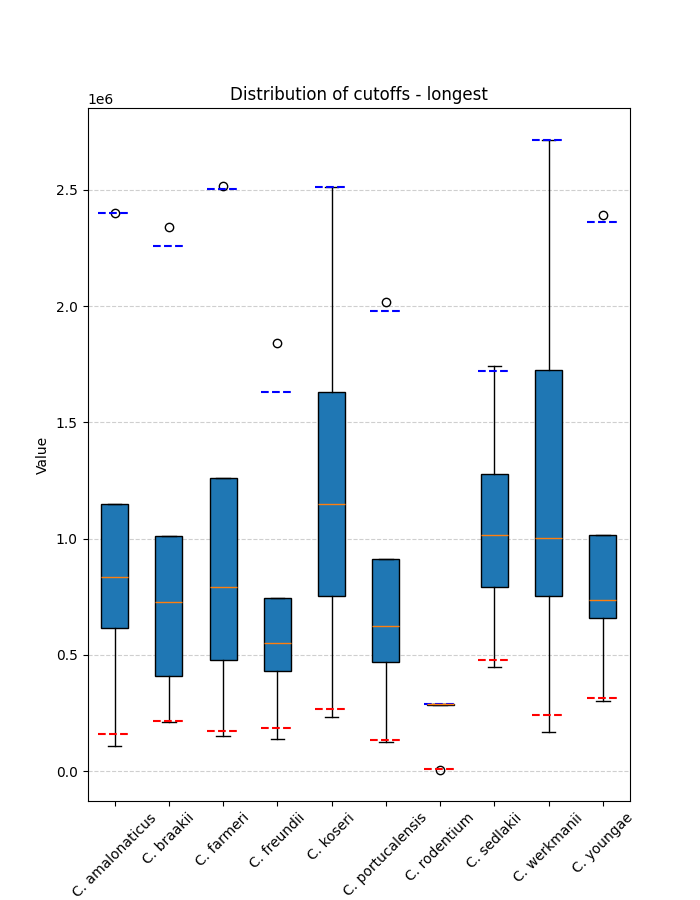 Distribution of cutoffs - longest
1e6
2.5
2.0
1.5
1.0
0.5
0.0
Value
C. amalonaticus
C. braakii
C. farmeri
C. freundii
C. koseri
C. portucalensis
C. rodentium
C. sedlakii
C. werkmanii
C. youngae